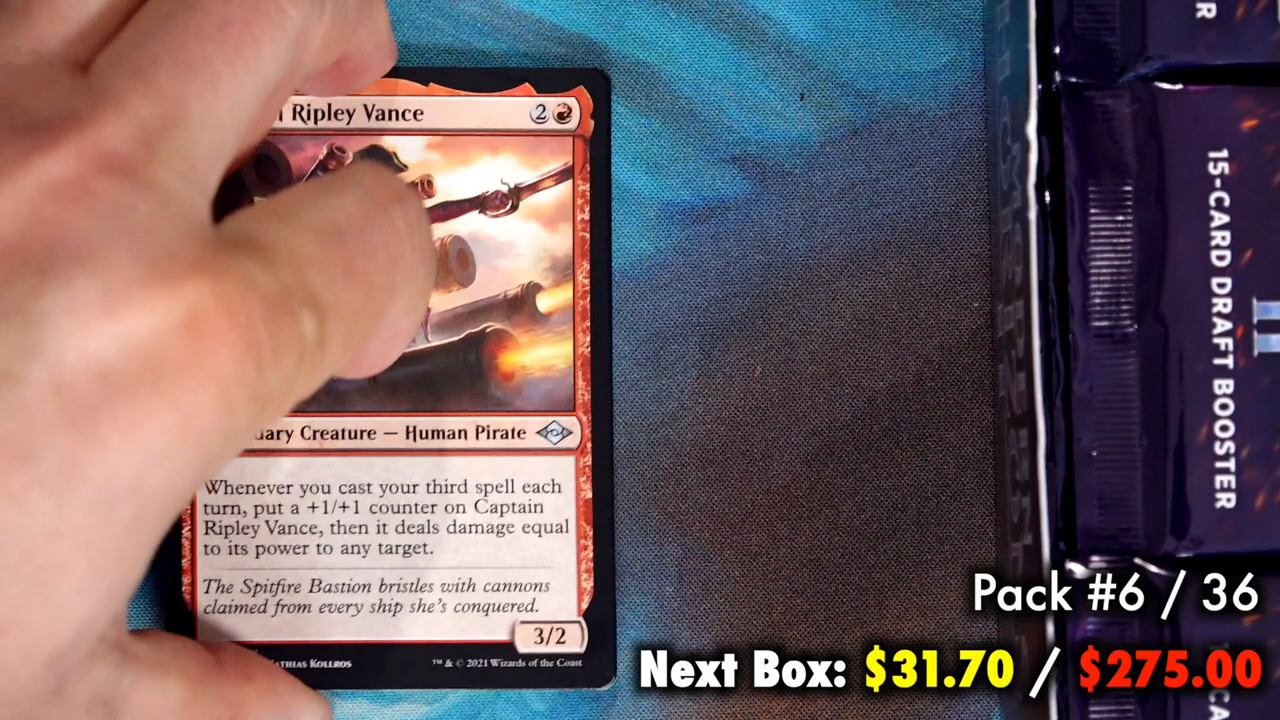 Ripley Vance
2
Creature — Human Pirate
Whenever you cast your third spell each
turn, put a +1/+1 counter on Captain
Ripley Vance, then it deals damage equal
to its power to any target.
The Spitfire Bastion bristles with cannons
claimed from every ship she's conquered.
3/2
Kollros
™ & © 2021 Wizards of the Coast
15-CARD DRAFT BOOSTER
Pack #6 / 36
Next Box: $31.70 / $275.00